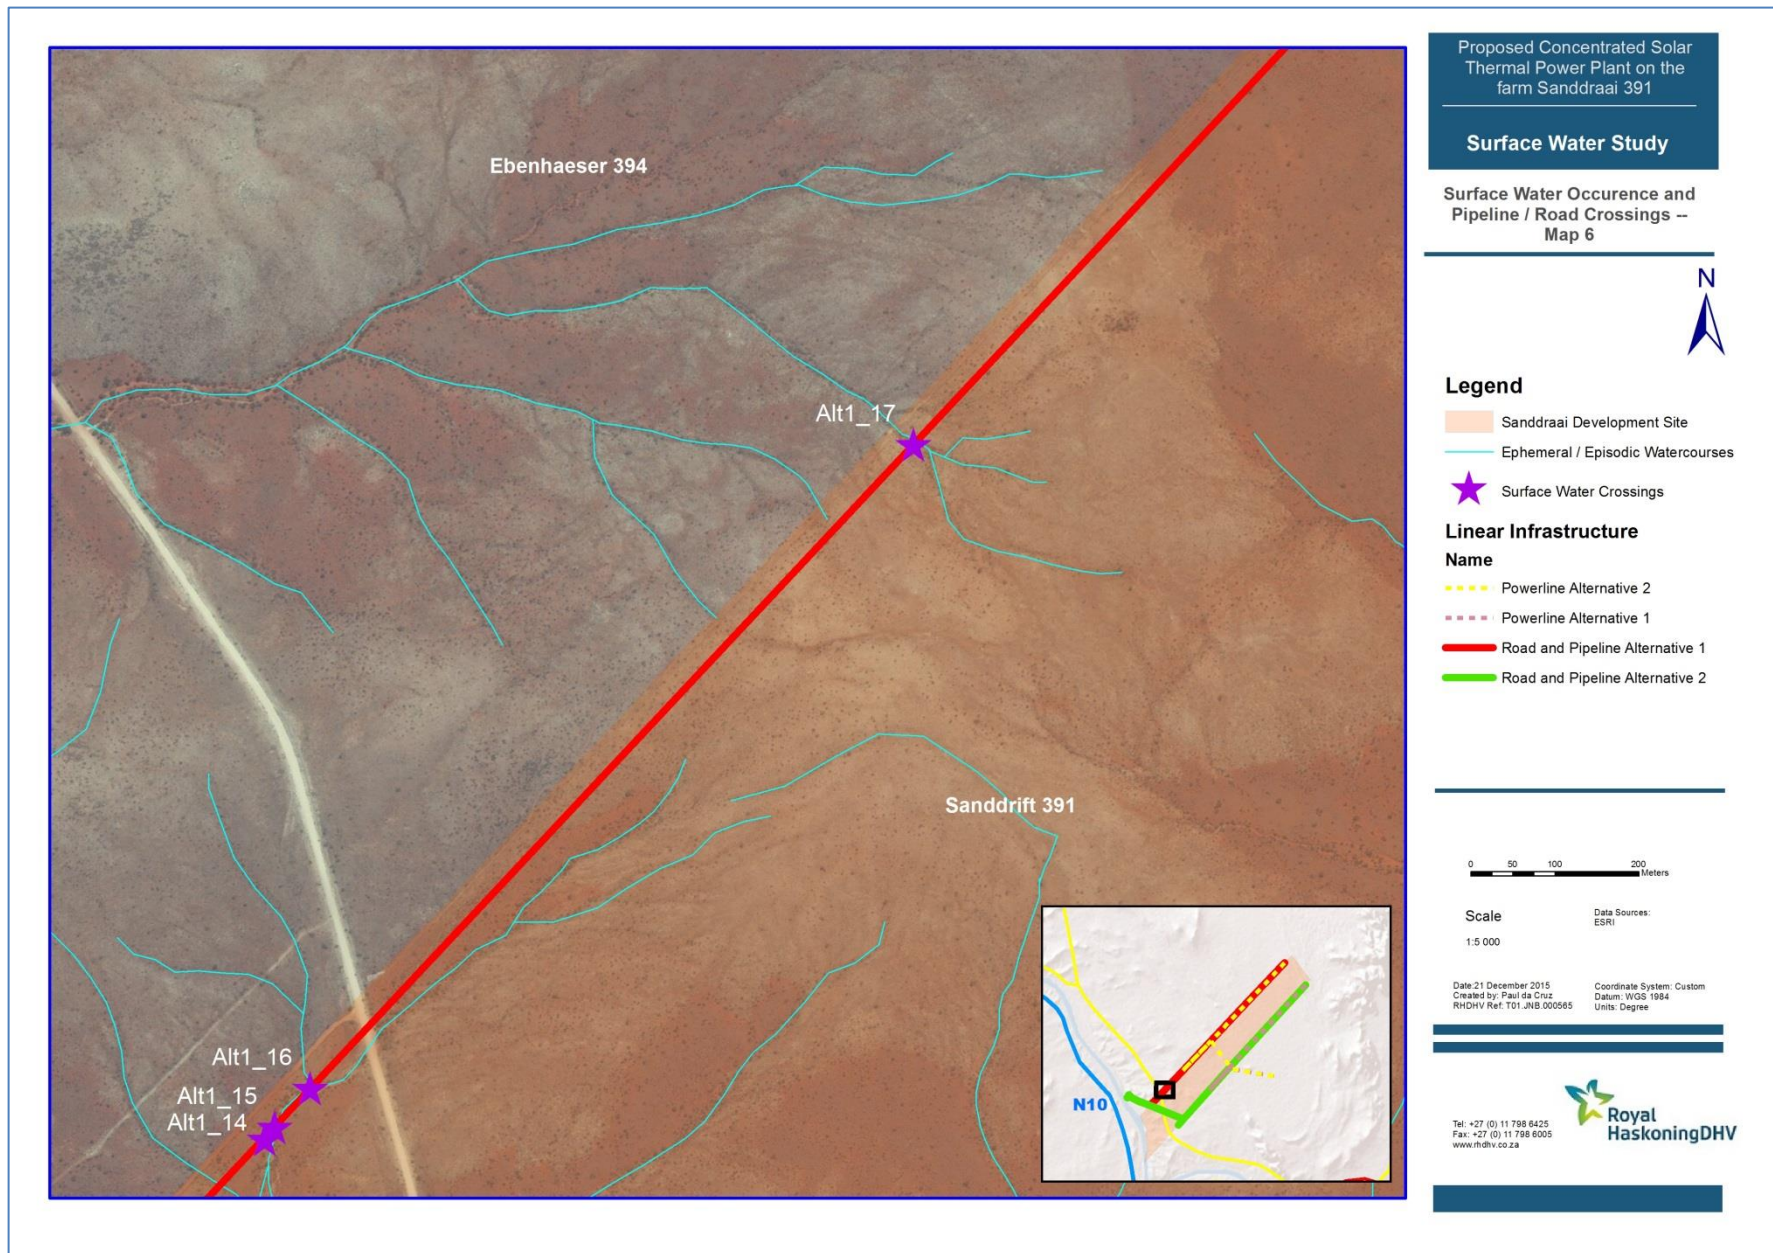 Proposed Concentrated Solar
Thermal Power Plant on the
farm Sanddraai 391
Surface Water Study
Surface Water Occurence and
Pipeline / Road Crossings --
Map 6
N
Legend
Sanddraai Development Site
Ephemeral / Episodic Watercourses
Surface Water Crossings
Linear Infrastructure
Name
Powerline Alternative 2
Powerline Alternative 1
Road and Pipeline Alternative 1
Road and Pipeline Alternative 2
0 50 100 200
Meters
Scale
1:5 000
Data Sources:
ESRI
Date:21 December 2015
Created by: Paul da Cruz
RHDHV Ref: T01.JNB.000565
Coordinate System: Custom
Datum: WGS 1984
Units: Degree
Tel: +27 (0) 11 798 6425
Fax: +27 (0) 11 798 6005
www.rhdhv.co.za
Royal
HaskoningDHV
Ebenhaeser 394
Alt1_17
Sanddrift 391
Alt1_16
Alt1_15
Alt1_14
N10